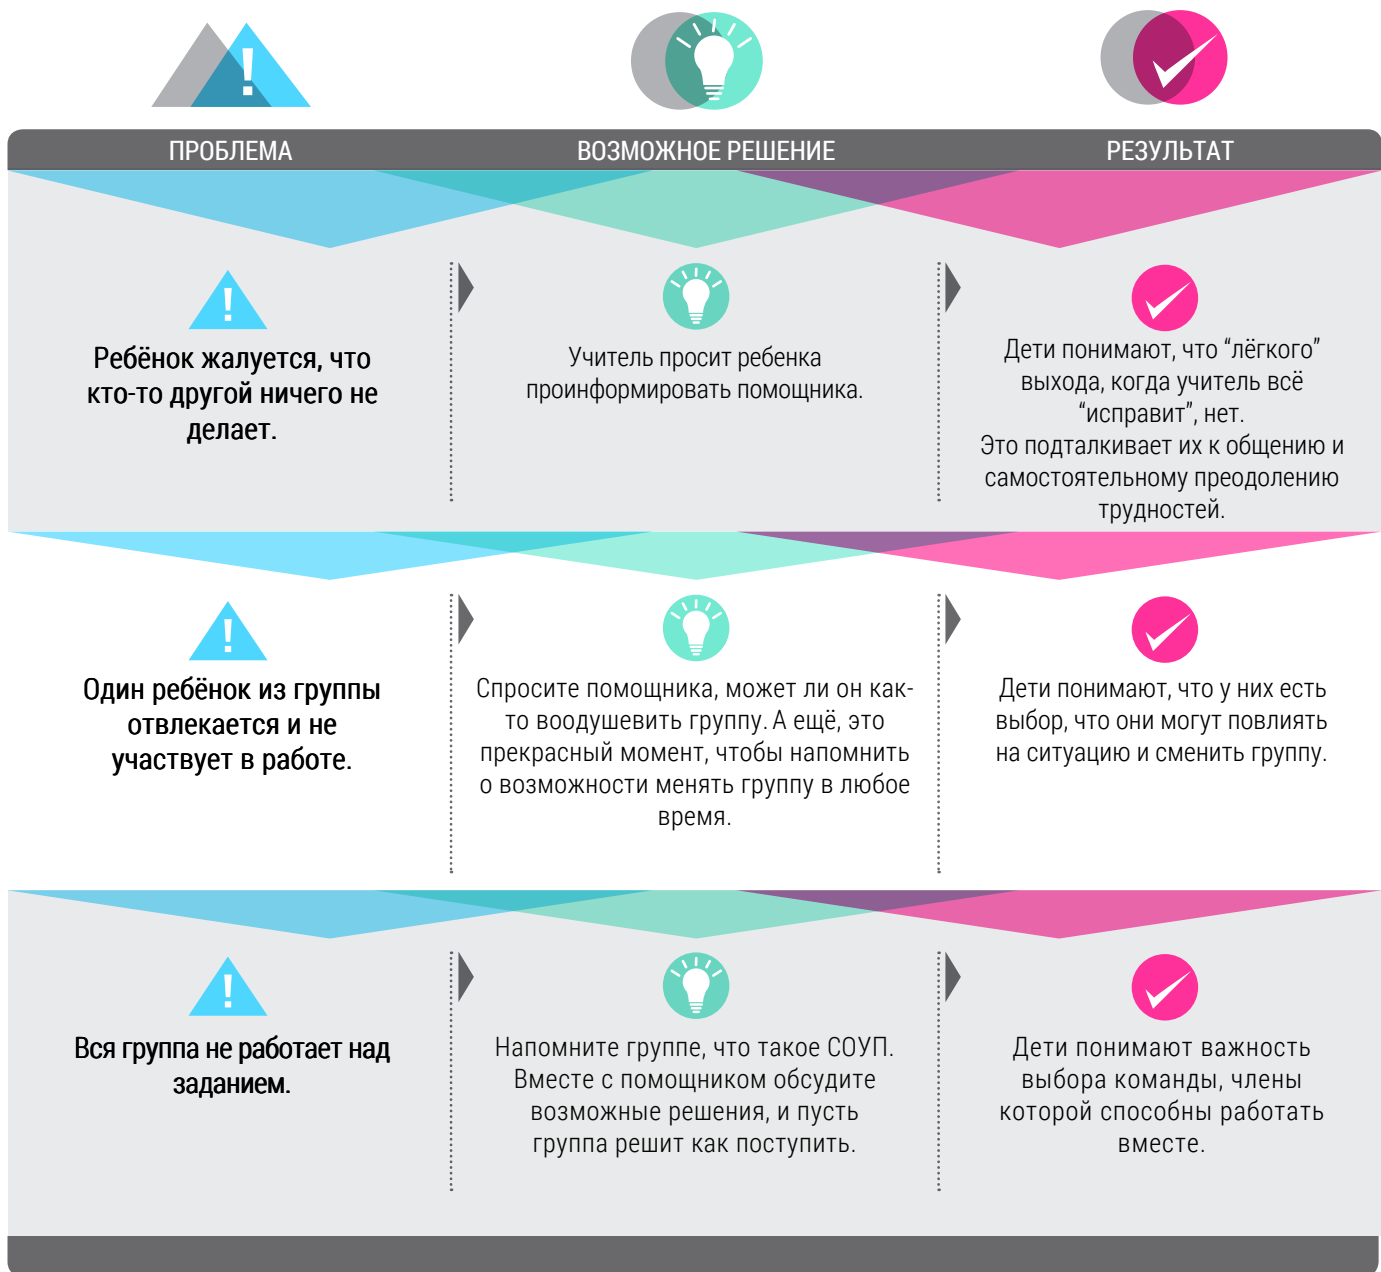 ПРОБЛЕМА
ВОЗМОЖНОЕ РЕШЕНИЕ
РЕЗУЛЬТАТ
Ребёнок жалуется, что
кто-то другой ничего не
делает.
Учитель просит ребенка
проинформировать помощника.
Дети понимают, что “лёгкого”
выхода, когда учитель всё
“исправит”, нет.
Это подталкивает их к общению и
самостоятельному преодолению
трудностей.
Один ребёнок из группы
отвлекается и не
участвует в работе.
Спросите помощника, может ли он как-
то воодушевить группу. А ещё, это
прекрасный момент, чтобы напомнить
о возможности менять группу в любое
время.
Дети понимают, что у них есть
выбор, что они могут повлиять
на ситуацию и сменить группу.
Вся группа не работает над
заданием.
Напомните группе, что такое СОУП.
Вместе с помощником обсудите
возможные решения, и пусть
группа решит как поступить.
Дети понимают важность
выбора команды, члены
которой способны работать
вместе.